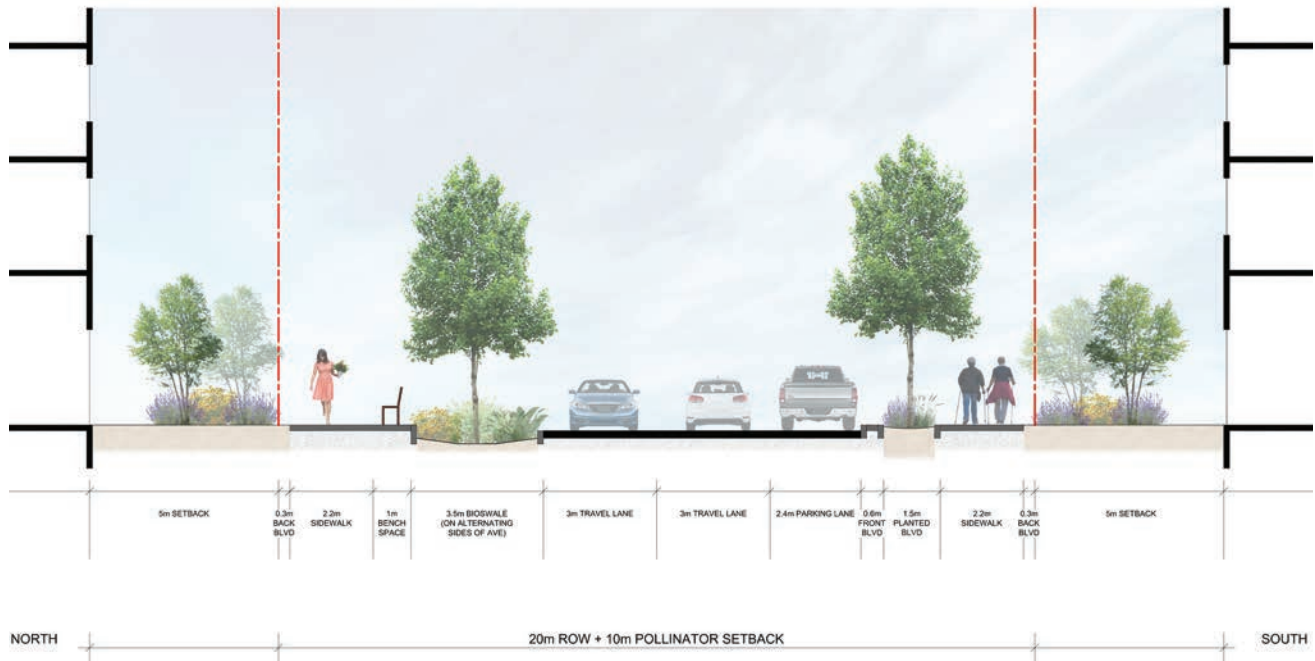 5m SETBACK
0.3m
BACK
BLVD
2.2m
SIDEWALK
1m
BENCH
SPACE
3.5m BIOSWALE
(ON ALTERNATING
SIDES OF AVE)
3m TRAVEL LANE
3m TRAVEL LANE
2.4m PARKING LANE
0.6m
FRONT
BLVD
1.5m
PLANTED
BLVD
2.2m
SIDEWALK
0.3m
BACK
BLVD
5m SETBACK
NORTH
20m ROW + 10m POLLINATOR SETBACK
SOUTH